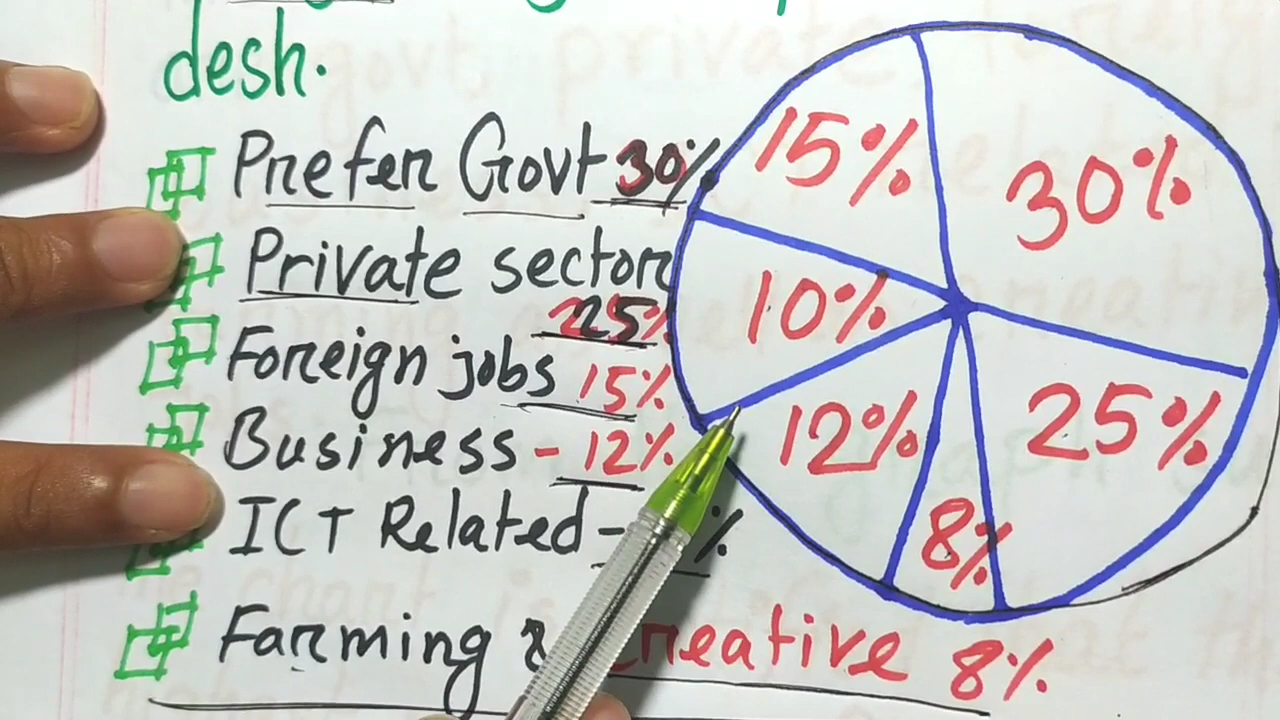 desh.
Prefer Govt 30%
Private sector
25%
Foreign jobs 15%
Business - 12%
ICT Related - %
Farming & creative 8%
15%
30%
10%
12%
25%
8%